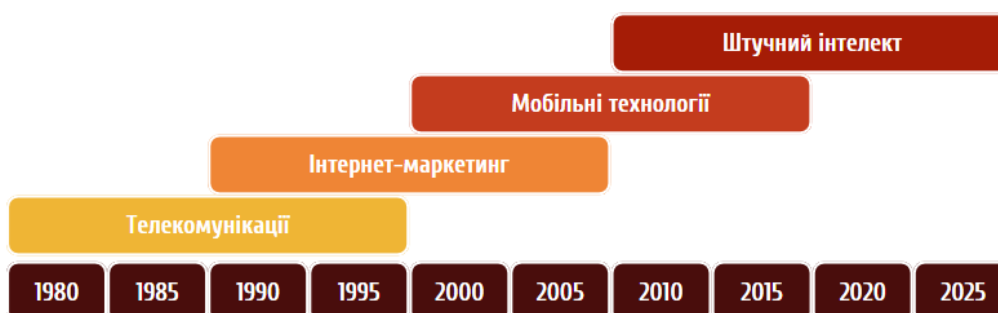 Штучний інтелект
Мобільні технології
Інтернет-маркетинг
Телекомунікації
1980 1985 1990 1995 2000 2005 2010 2015 2020 2025